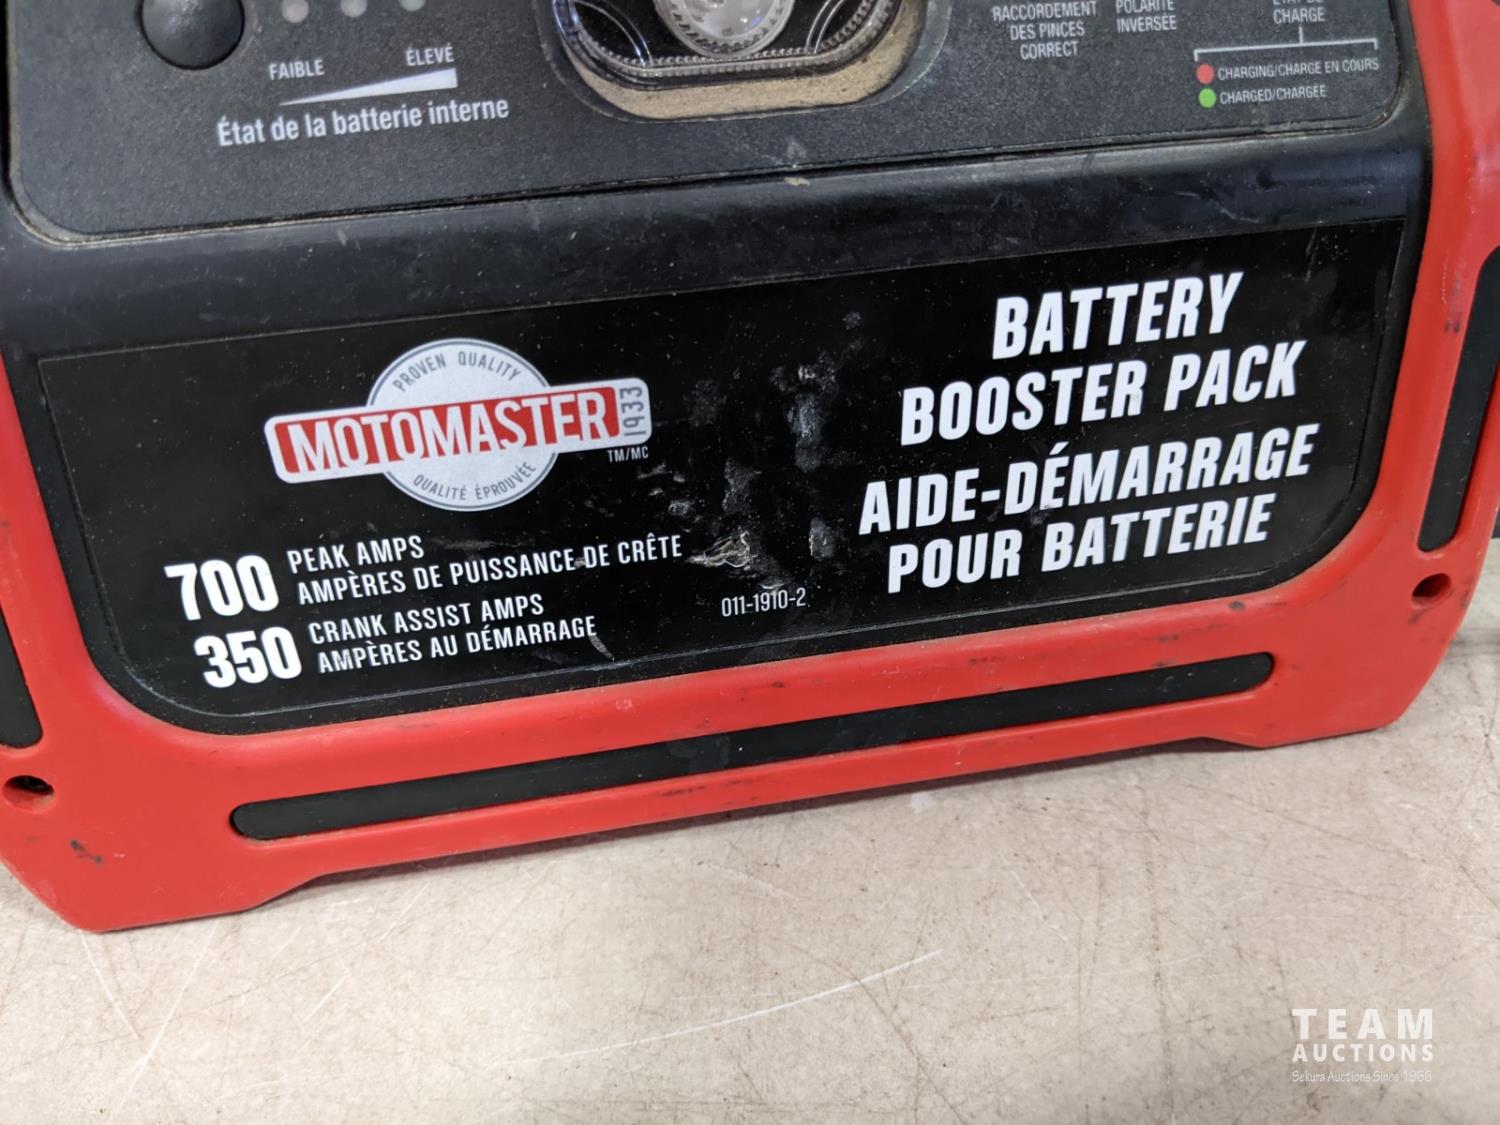 FAIBLE
ÉLEVÉ
État de la batterie interne
RACCORDEMENT
DES PINCES
CORRECT
POLARITÉ
INVERSÉE
CHARGE
CHARGING/CHARGE EN COURS
CHARGED/CHARGÉE
PROVEN QUALITY
MOTOMASTER
1933
TM/MC
QUALITÉ ÉPROUVÉE
700 PEAK AMPS
AMPÈRES DE PUISSANCE DE CRÊTE
350 CRANK ASSIST AMPS
AMPÈRES AU DÉMARRAGE
011-1910-2
BATTERY
BOOSTER PACK
AIDE-DÉMARRAGE
POUR BATTERIE
TEAM
AUCTIONS
Sekura Auctions Since 1966